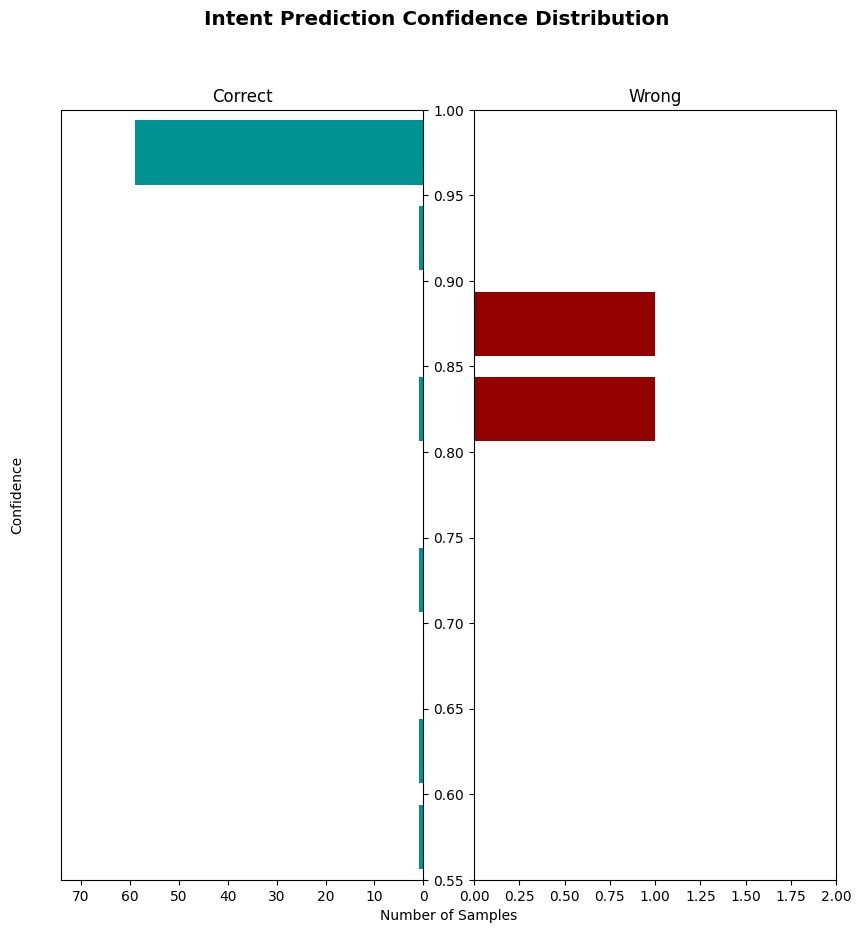 Intent Prediction Confidence Distribution
Correct
Wrong
1.00
0.95
0.90
0.85
0.80
0.75
0.70
0.65
0.60
0.55
Confidence
70 60 50 40 30 20 10 0
0.00 0.25 0.50 0.75 1.00 1.25 1.50 1.75 2.00
Number of Samples